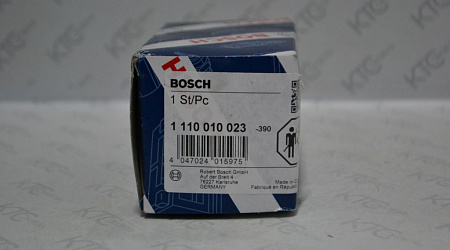 BOSCH
1 St/Pc
1 110 010 023 -390
4 047024 015975
Robert Bosch GmbH
Auf der Breit 4
76227 Karlsruhe
GERMANY
Made in
Fabriqué en
KTG